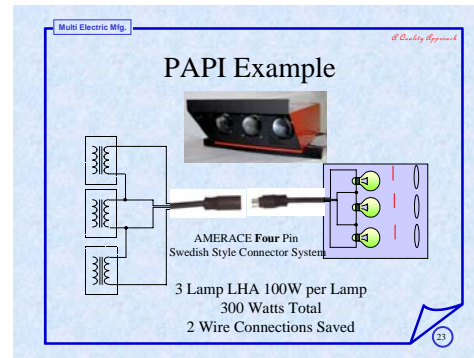 Multi Electric Mfg.
A Quality Approach
PAPI Example
AMERACE Four Pin
Swedish Style Connector System
3 Lamp LHA 100W per Lamp
300 Watts Total
2 Wire Connections Saved
23